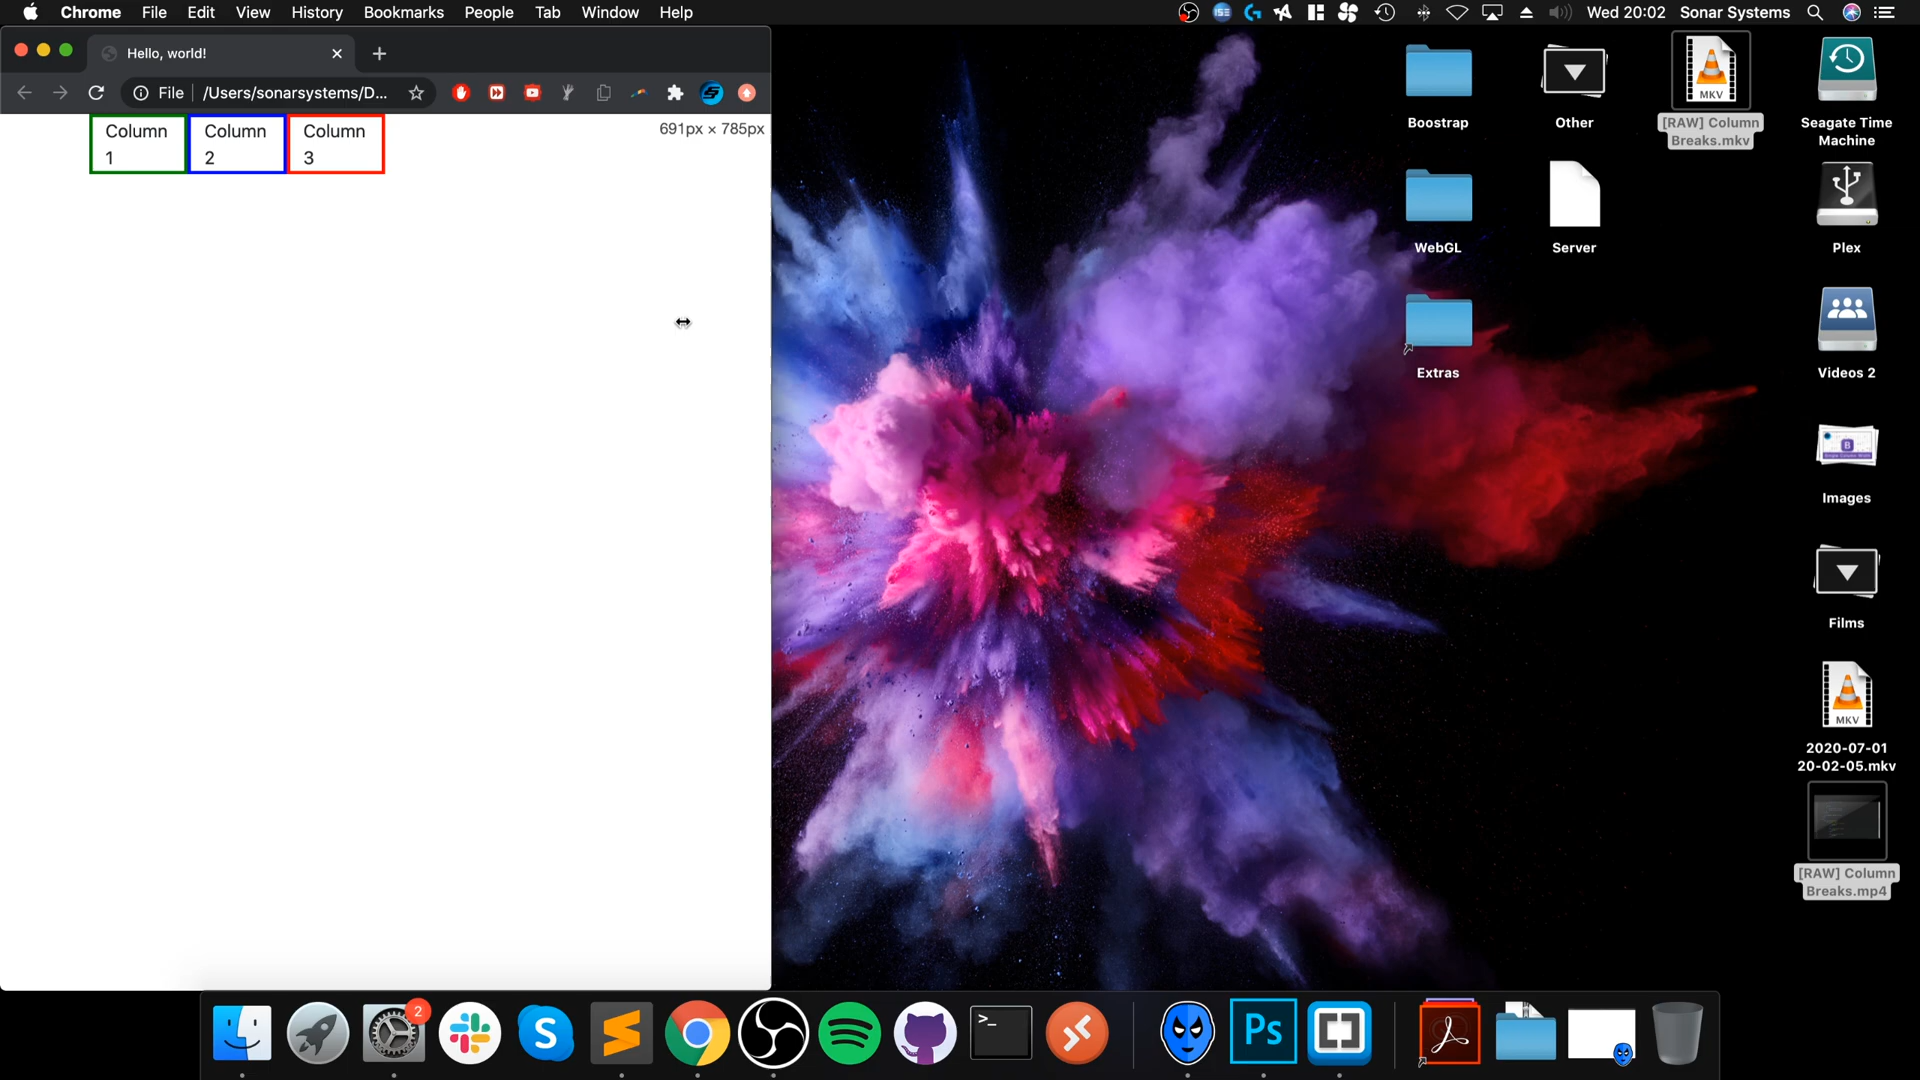 Chrome File Edit View History Bookmarks People Tab Window Help
Wed 20:02 Sonar Systems
Hello, world!
File /Users/sonarsystems/D...
691px × 785px
Column 1
Column 2
Column 3
Boostrap
Other
[RAW] Column
Breaks.mkv
Seagate Time
Machine
MKV
WebGL
Server
Plex
Extras
Videos 2
Images
Films
MKV
2020-07-01
20-02-05.mkv
[RAW] Column
Breaks.mp4
2
S
>_
Ps